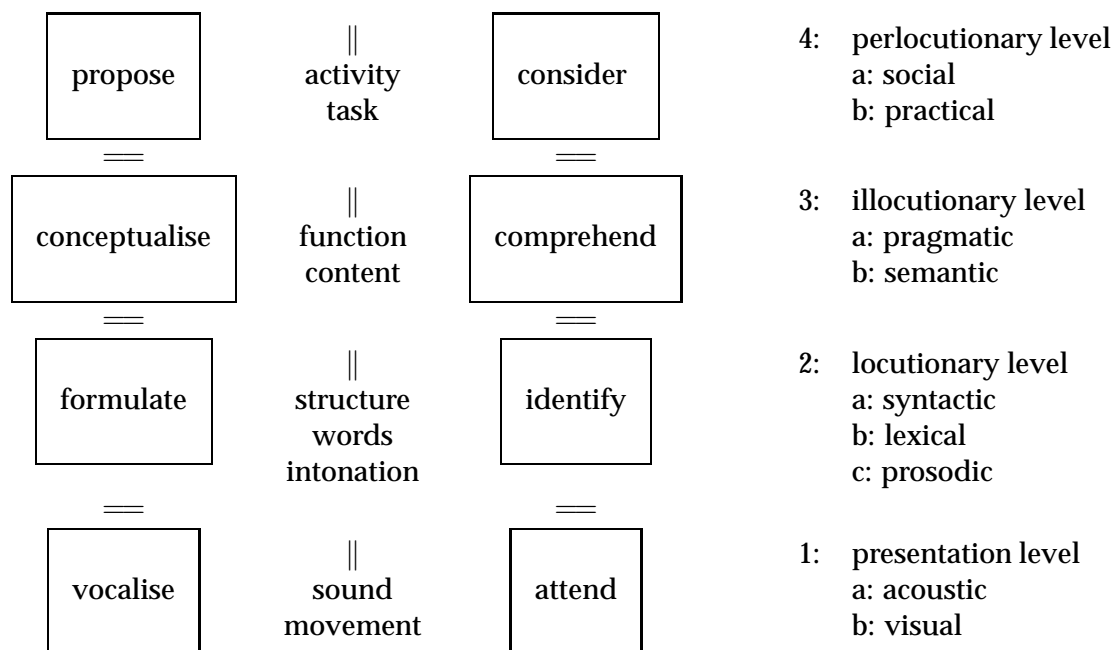 4: perlocutionary level
propose activity consider a: social
task b: practical
3: illocutionary level
conceptualise function comprehend a: pragmatic
content b: semantic
2: locutionary level
formulate structure identify a: syntactic
words b: lexical
intonation c: prosodic
1: presentation level
vocalise sound attend a: acoustic
movement b: visual